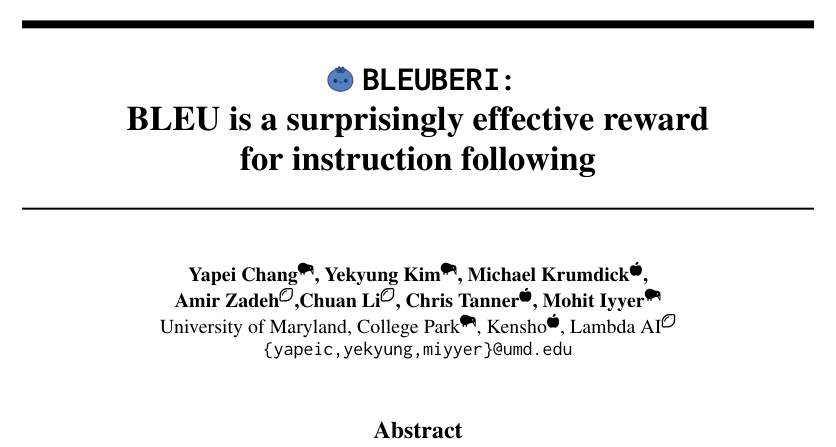 BLEUBERI:
BLEU is a surprisingly effective reward
for instruction following
Yapei Chang, Yekyung Kim, Michael Krumdick,
Amir Zadeh,Chuan Li, Chris Tanner, Mohit Iyyer
University of Maryland, College Park, Kensho, Lambda AI
{yapeic,yekyung,miyyer}@umd.edu
Abstract